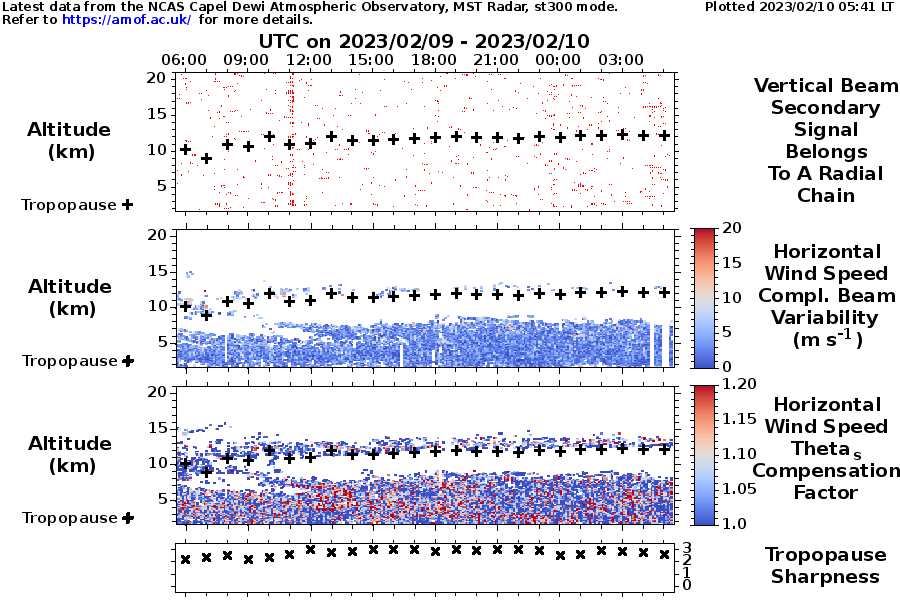 Latest data from the NCAS Capel Dewi Atmospheric Observatory, MST Radar, st300 mode.
Plotted 2023/02/10 05:41 LT
Refer to https://amof.ac.uk/ for more details.
UTC on 2023/02/09 - 2023/02/10
06:00 09:00 12:00 15:00 18:00 21:00 00:00 03:00
20
15
10
5
Altitude
(km)
Tropopause +
Vertical Beam
Secondary
Signal
Belongs
To A Radial
Chain
20
15
10
5
Altitude
(km)
Tropopause +
20
15
10
5
0
Horizontal
Wind Speed
Compl. Beam
Variability
(m s-1)
20
15
10
5
Altitude
(km)
Tropopause +
1.20
1.15
1.10
1.05
1.0
Horizontal
Wind Speed
Theta s
Compensation
Factor
3
2
1
0
Tropopause
Sharpness